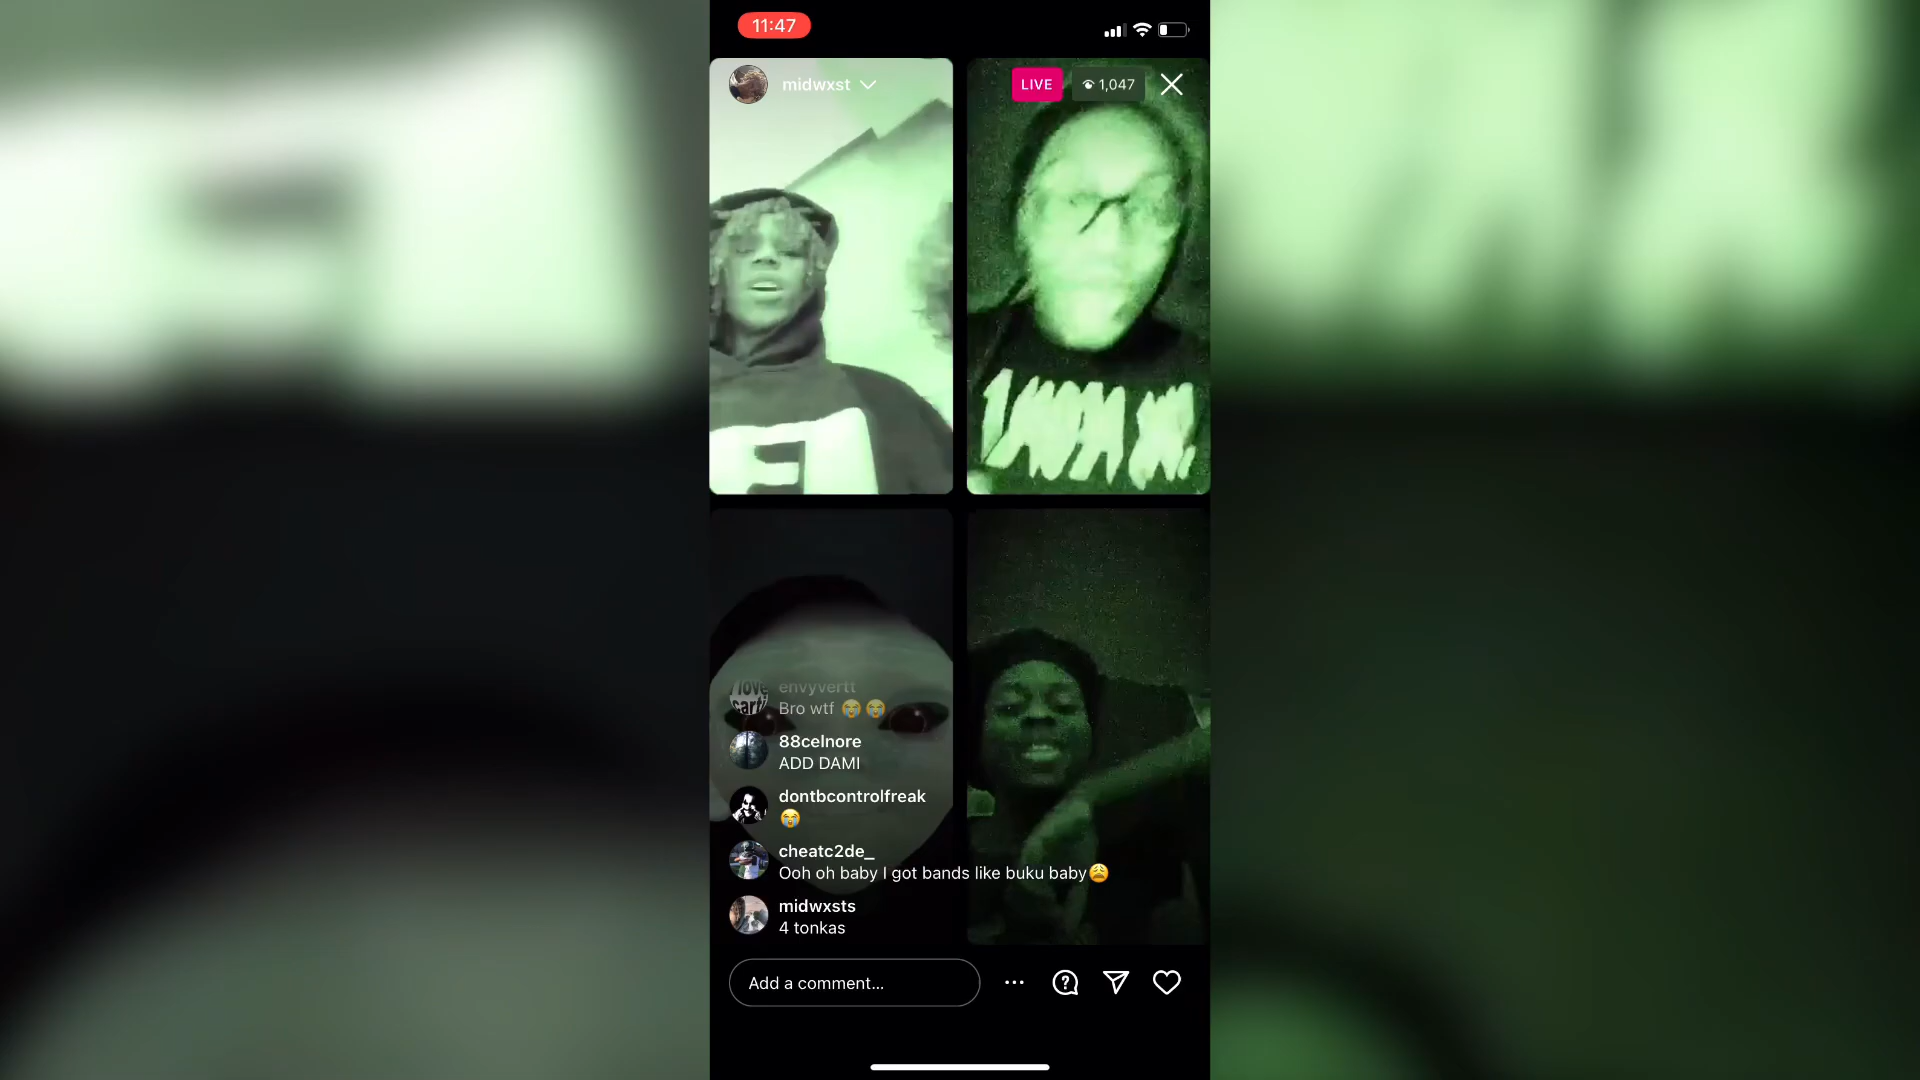 11:47
midwxst
LIVE
1,047
envyvertt
Bro wtf 😭😭
88celnore
ADD DAMI
dontbcontrolfreak
😭
cheatc2de_
Ooh oh baby I got bands like buku baby😩
midwxsts
4 tonkas
Add a comment...